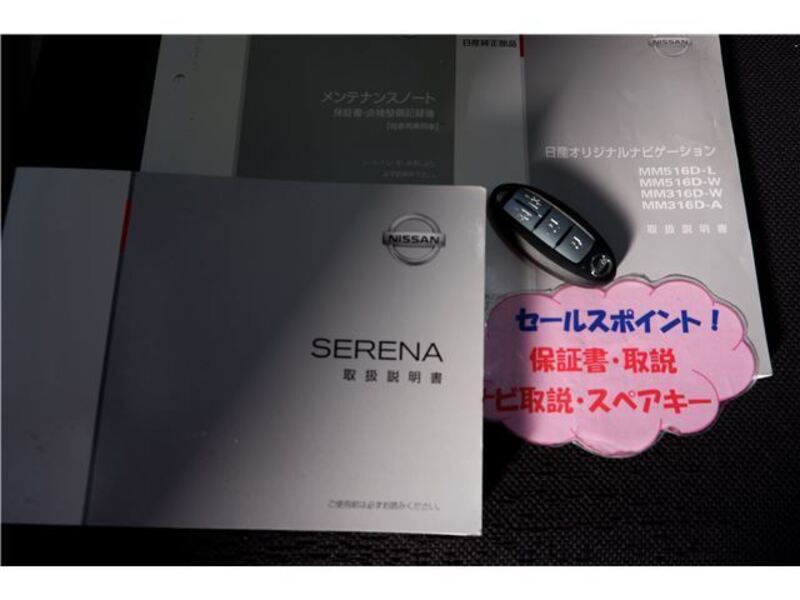 日産純正部品
メンテナンスノート
保証書・点検整備記録簿
NISSAN
日産オリジナルナビゲーション
MM516D-L
MM516D-W
MM316D-W
MM316D-A
取扱説明書
NISSAN
SERENA
取扱説明書
ご使用前は必ずお読みください。
セールスポイント！
保証書・取説
ナビ取説・スペアキー